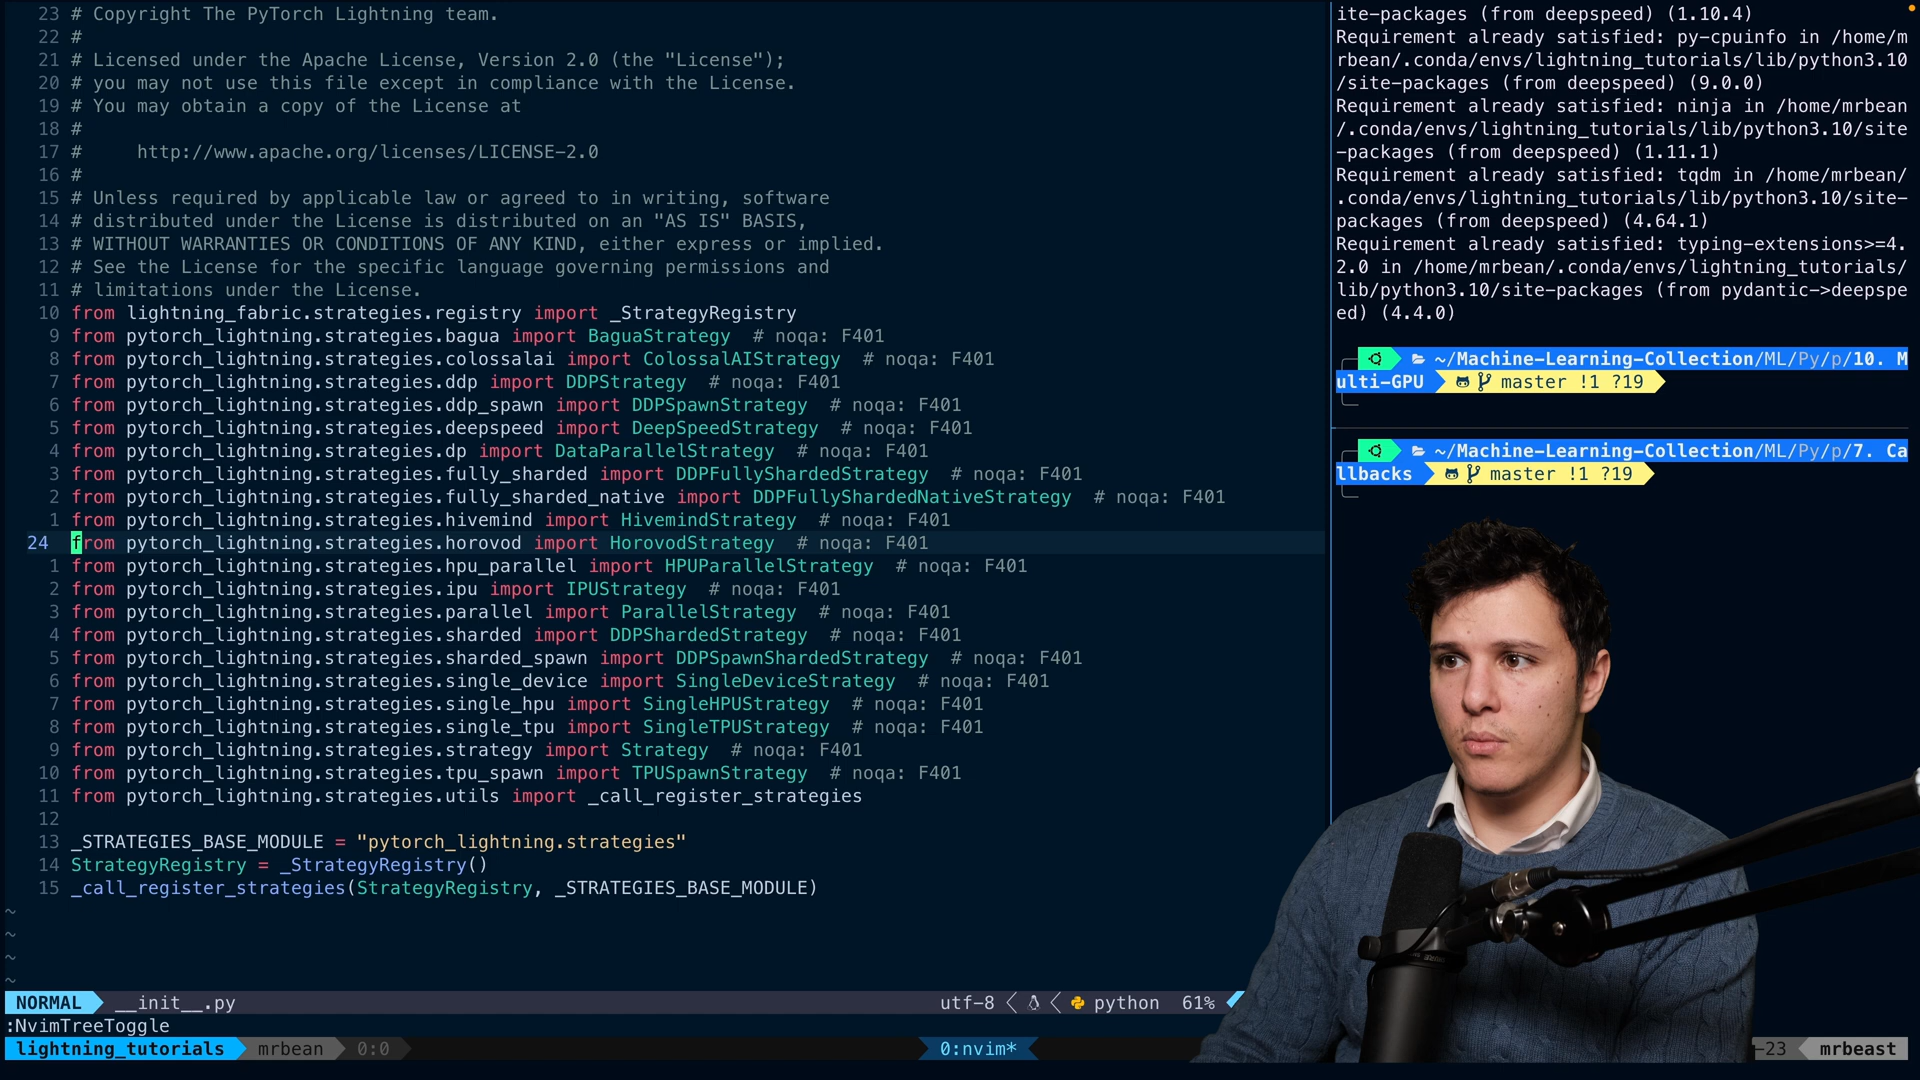 23 # Copyright The PyTorch Lightning team.
22 #
21 # Licensed under the Apache License, Version 2.0 (the "License");
20 # you may not use this file except in compliance with the License.
19 # You may obtain a copy of the License at
18 #
17 #     http://www.apache.org/licenses/LICENSE-2.0
16 #
15 # Unless required by applicable law or agreed to in writing, software
14 # distributed under the License is distributed on an "AS IS" BASIS,
13 # WITHOUT WARRANTIES OR CONDITIONS OF ANY KIND, either express or implied.
12 # See the License for the specific language governing permissions and
11 # limitations under the License.
10 from lightning_fabric.strategies.registry import _StrategyRegistry
9 from pytorch_lightning.strategies.bagua import BaguaStrategy  # noqa: F401
8 from pytorch_lightning.strategies.colossalai import ColossalAIStrategy  # noqa: F401
7 from pytorch_lightning.strategies.ddp import DDPStrategy  # noqa: F401
6 from pytorch_lightning.strategies.ddp_spawn import DDPSpawnStrategy  # noqa: F401
5 from pytorch_lightning.strategies.deepspeed import DeepSpeedStrategy  # noqa: F401
4 from pytorch_lightning.strategies.dp import DataParallelStrategy  # noqa: F401
3 from pytorch_lightning.strategies.fully_sharded import DDPFullyShardedStrategy  # noqa: F401
2 from pytorch_lightning.strategies.fully_sharded_native import DDPFullyShardedNativeStrategy  # noqa: F401
1 from pytorch_lightning.strategies.hivemind import HivemindStrategy  # noqa: F401
24 from pytorch_lightning.strategies.horovod import HorovodStrategy  # noqa: F401
1 from pytorch_lightning.strategies.hpu_parallel import HPUParallelStrategy  # noqa: F401
2 from pytorch_lightning.strategies.ipu import IPUStrategy  # noqa: F401
3 from pytorch_lightning.strategies.parallel import ParallelStrategy  # noqa: F401
4 from pytorch_lightning.strategies.sharded import DDPShardedStrategy  # noqa: F401
5 from pytorch_lightning.strategies.sharded_spawn import DDPSpawnShardedStrategy  # noqa: F401
6 from pytorch_lightning.strategies.single_device import SingleDeviceStrategy  # noqa: F401
7 from pytorch_lightning.strategies.single_hpu import SingleHPUStrategy  # noqa: F401
8 from pytorch_lightning.strategies.single_tpu import SingleTPUStrategy  # noqa: F401
9 from pytorch_lightning.strategies.strategy import Strategy  # noqa: F401
10 from pytorch_lightning.strategies.tpu_spawn import TPUSpawnStrategy  # noqa: F401
11 from pytorch_lightning.strategies.utils import _call_register_strategies
12
13 _STRATEGIES_BASE_MODULE = "pytorch_lightning.strategies"
14 StrategyRegistry = _StrategyRegistry()
15 _call_register_strategies(StrategyRegistry, _STRATEGIES_BASE_MODULE)
~
~
~
~
NORMAL __init__.py utf-8 python 61%
:NvimTreeToggle
lightning_tutorials mrbean 0:0 0:nvim* -23 mrbeast
ite-packages (from deepspeed) (1.10.4)
Requirement already satisfied: py-cpuinfo in /home/m
rbean/.conda/envs/lightning_tutorials/lib/python3.10
/site-packages (from deepspeed) (9.0.0)
Requirement already satisfied: ninja in /home/mrbean
/.conda/envs/lightning_tutorials/lib/python3.10/site
-packages (from deepspeed) (1.11.1)
Requirement already satisfied: tqdm in /home/mrbean/
.conda/envs/lightning_tutorials/lib/python3.10/site-
packages (from deepspeed) (4.64.1)
Requirement already satisfied: typing-extensions>=4.
2.0 in /home/mrbean/.conda/envs/lightning_tutorials/
lib/python3.10/site-packages (from pydantic->deepspe
ed) (4.4.0)
~/Machine-Learning-Collection/ML/Py/p/10. M
ulti-GPU master !1 ?19
~/Machine-Learning-Collection/ML/Py/p/7. Ca
llbacks master !1 ?19